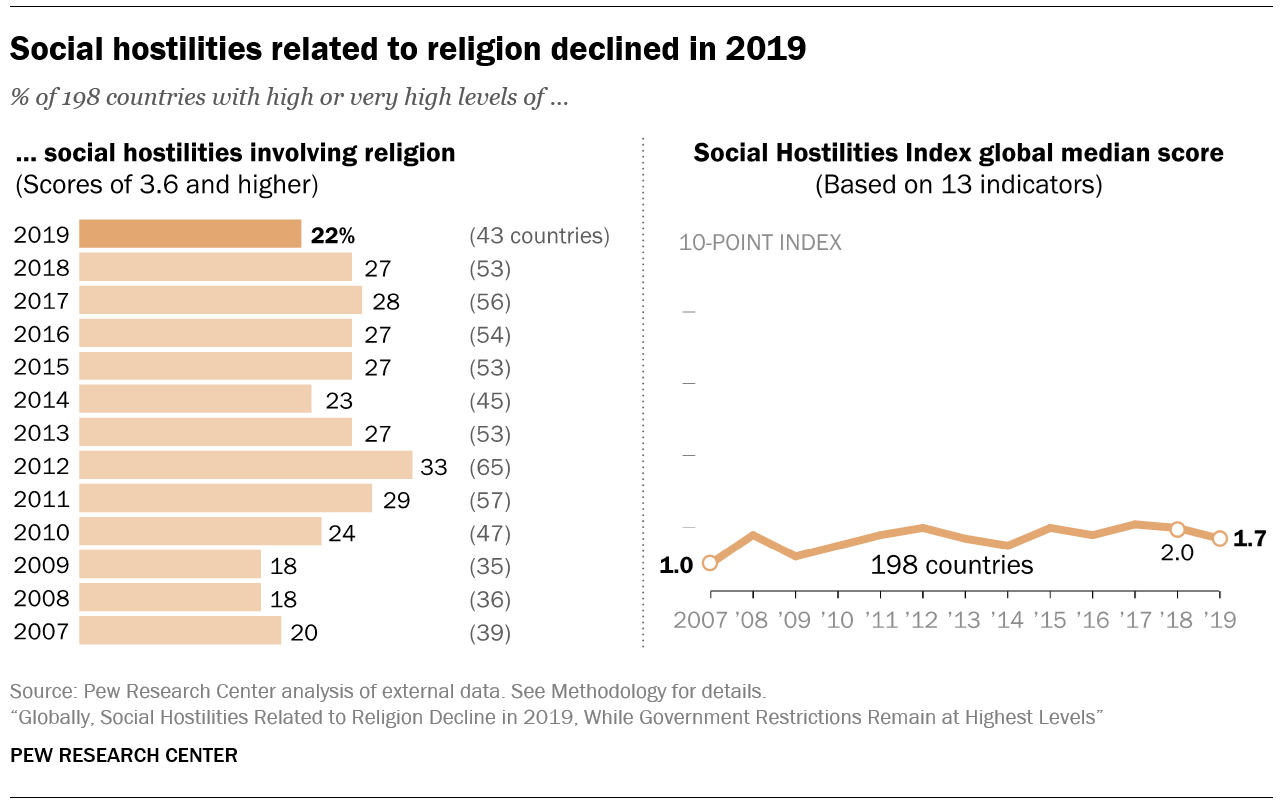 Social hostilities related to religion declined in 2019
% of 198 countries with high or very high levels of ...
... social hostilities involving religion
(Scores of 3.6 and higher)
2019 22% (43 countries)
2018 27 (53)
2017 28 (56)
2016 27 (54)
2015 27 (53)
2014 23 (45)
2013 27 (53)
2012 33 (65)
2011 29 (57)
2010 24 (47)
2009 18 (35)
2008 18 (36)
2007 20 (39)
Social Hostilities Index global median score
(Based on 13 indicators)
10-POINT INDEX
1.0
198 countries
2.0
1.7
2007 ’08 ’09 ’10 ’11 ’12 ’13 ’14 ’15 ’16 ’17 ’18 ’19
Source: Pew Research Center analysis of external data. See Methodology for details.
“Globally, Social Hostilities Related to Religion Decline in 2019, While Government Restrictions Remain at Highest Levels”
PEW RESEARCH CENTER